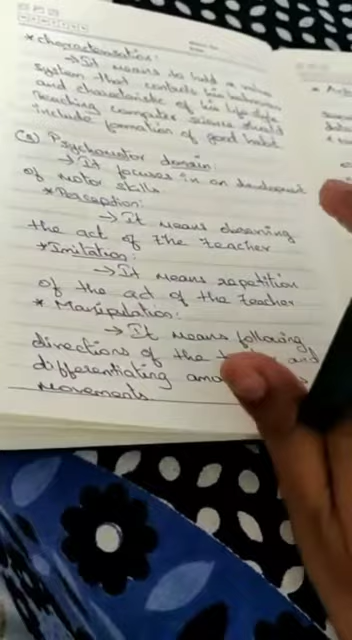 * Characterisation:
→ It means to hold a value
system that controls his behaviour
and characteristic of his life style
Teaching computer science should
include formation of good habit
(3) Psychomotor domain:
→ It focuses in on development
of motor skills
* Perception:
→ It means observing
the act of the teacher
* Imitation:
→ It means repetition
of the act of the teacher
* Manipulation:
→ It means following
directions of the and
differentiating
movements